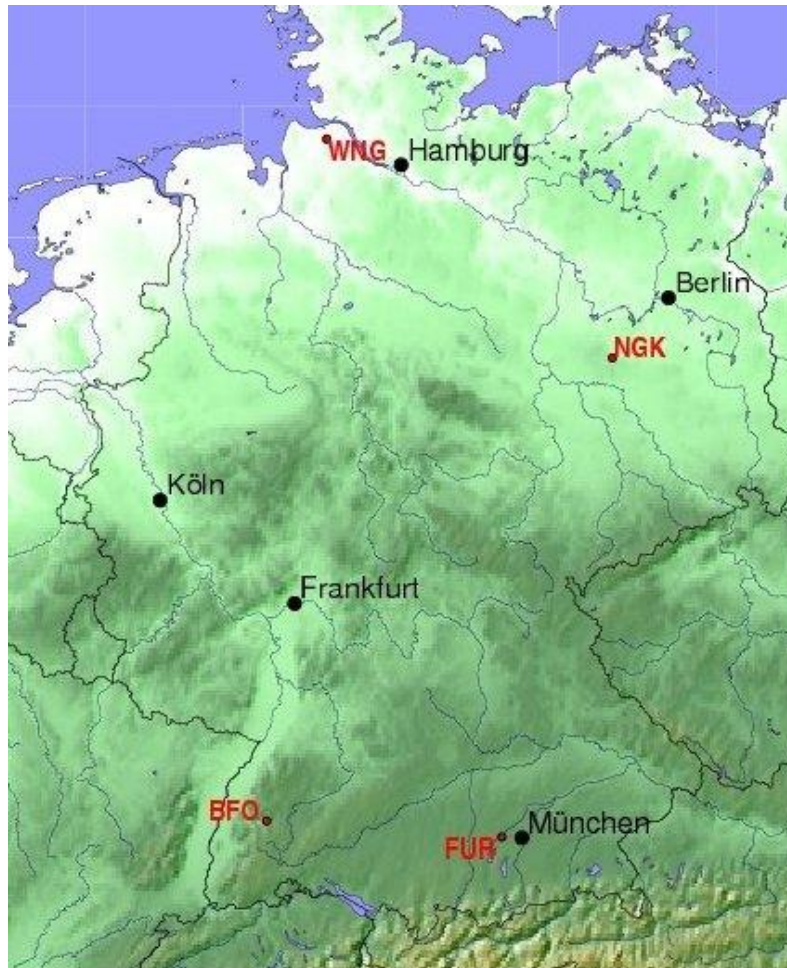 WNG
Hamburg
Berlin
NGK
Köln
Frankfurt
BFO
FUR
München